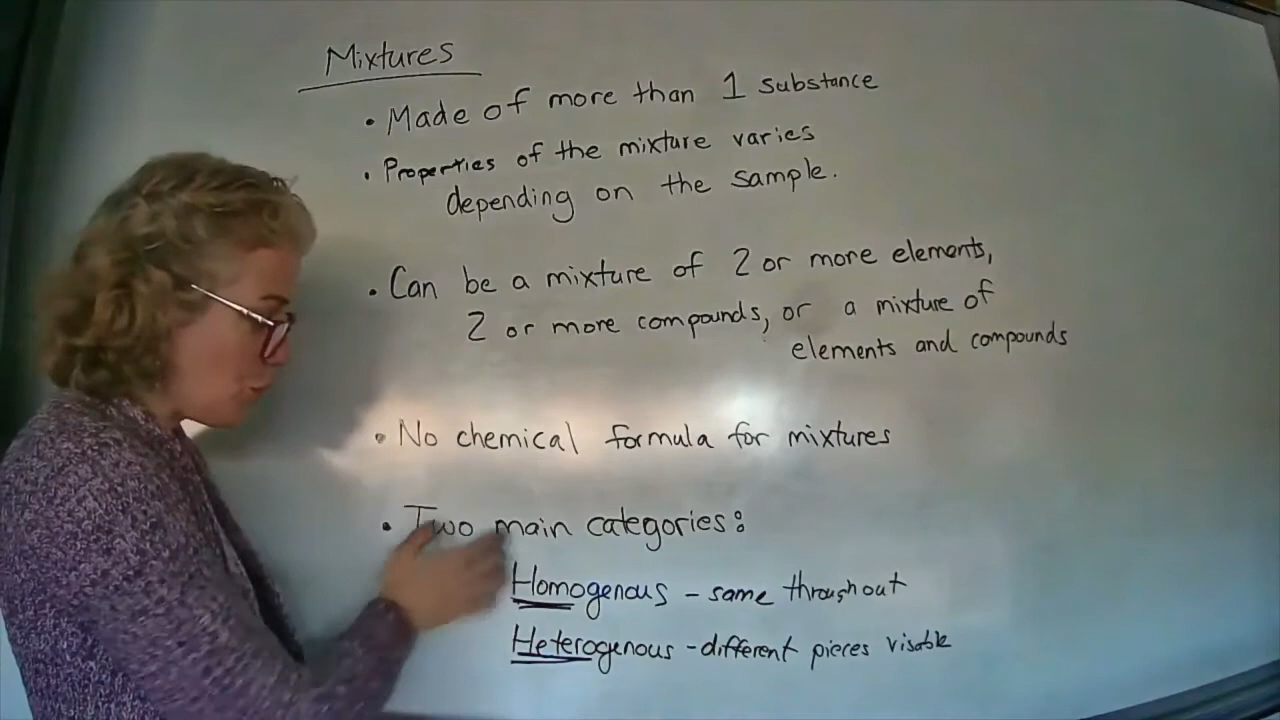 Mixtures
• Made of more than 1 substance
• Properties of the mixture varies
depending on the sample.
• Can be a mixture of 2 or more elements,
2 or more compounds, or a mixture of
elements and compounds
• No chemical formula for mixtures
• Two main categories:
Homogenous - same throughout
Heterogenous - different pieces visable